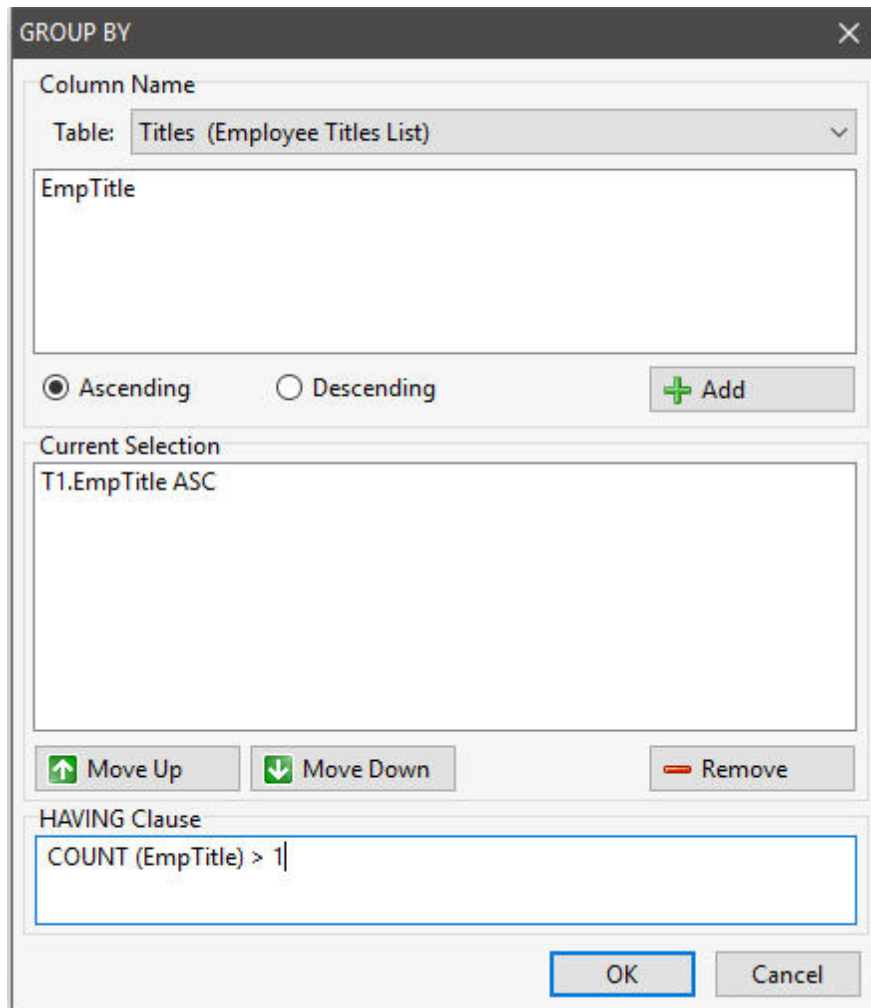 GROUP BY
Column Name
Table: Titles (Employee Titles List)
EmpTitle
Ascending Descending Add
Current Selection
T1.EmpTitle ASC
Move Up Move Down Remove
HAVING Clause
COUNT (EmpTitle) > 1
OK Cancel